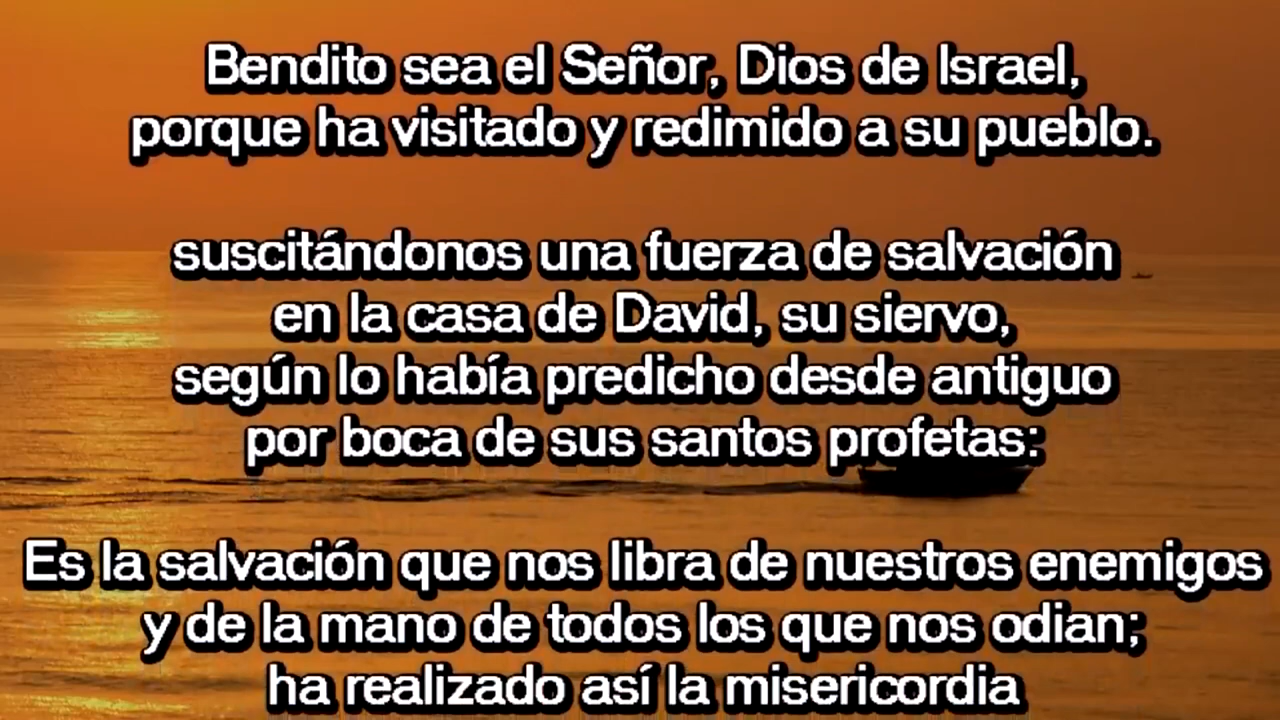 Bendito sea el Señor, Dios de Israel,
porque ha visitado y redimido a su pueblo.
suscitándonos una fuerza de salvación
en la casa de David, su siervo,
según lo había predicho desde antiguo
por boca de sus santos profetas:
Es la salvación que nos libra de nuestros enemigos
y de la mano de todos los que nos odian;
ha realizado así la misericordia